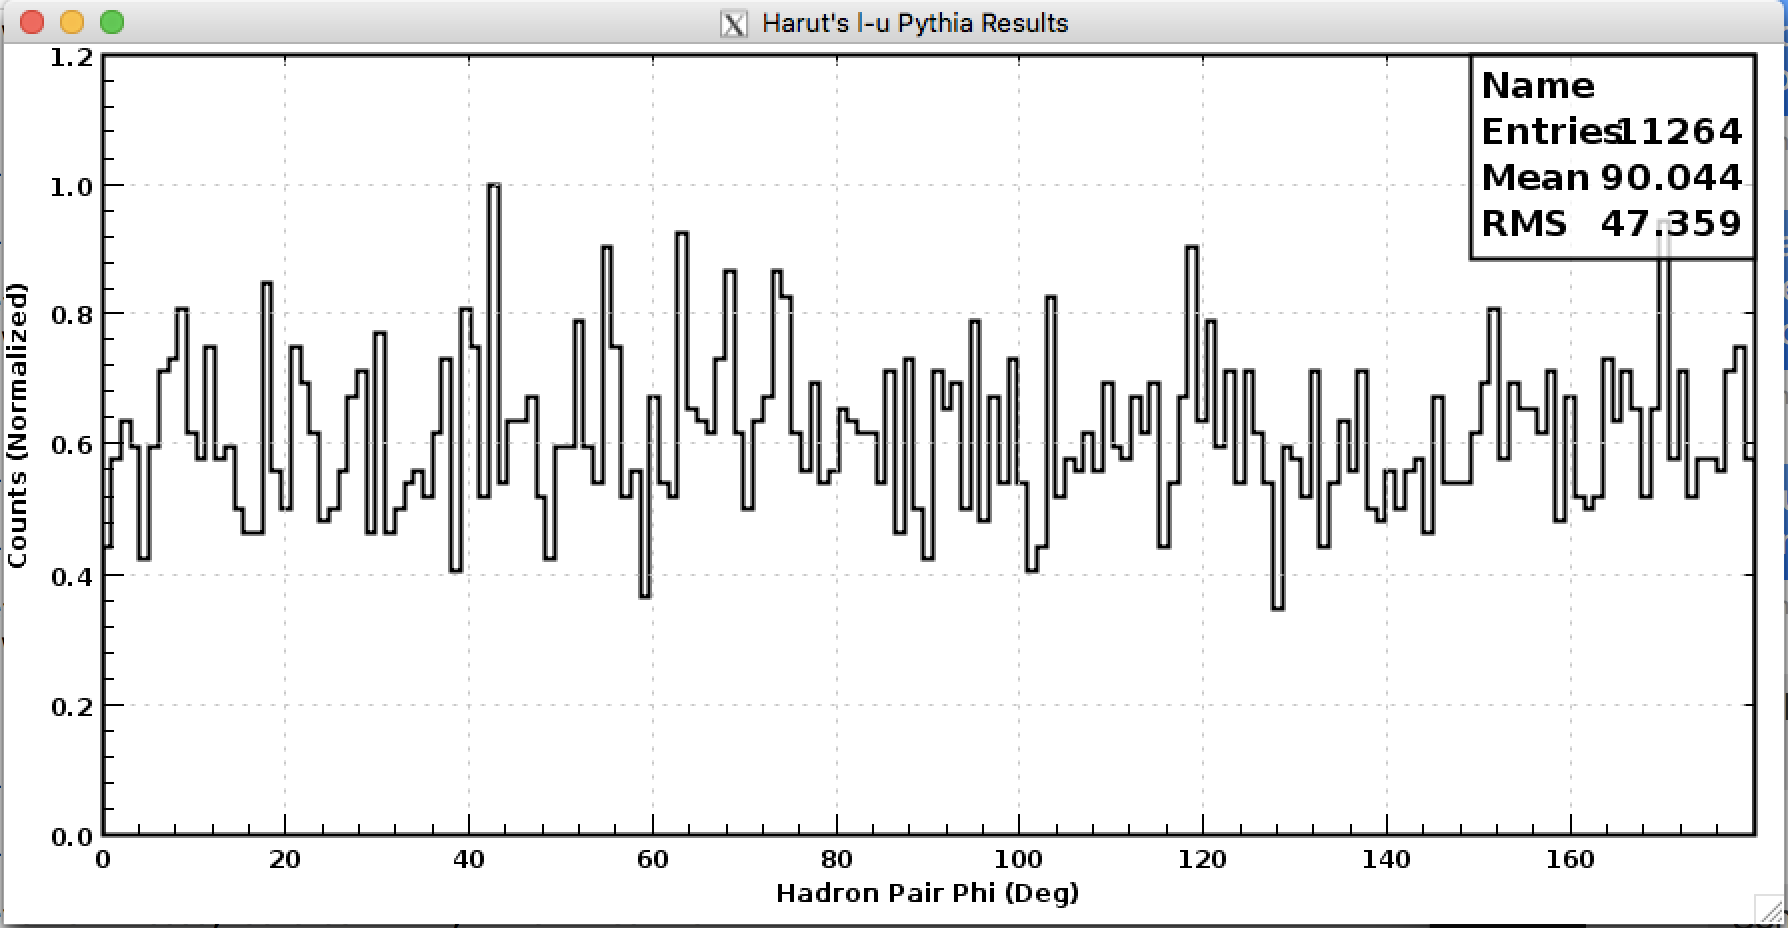 Harut's l-u Pythia Results
Name
Entries 11264
Mean 90.044
RMS 47.359
1.2
1.0
0.8
0.6
0.4
0.2
0.0
Counts (Normalized)
0 20 40 60 80 100 120 140 160
Hadron Pair Phi (Deg)